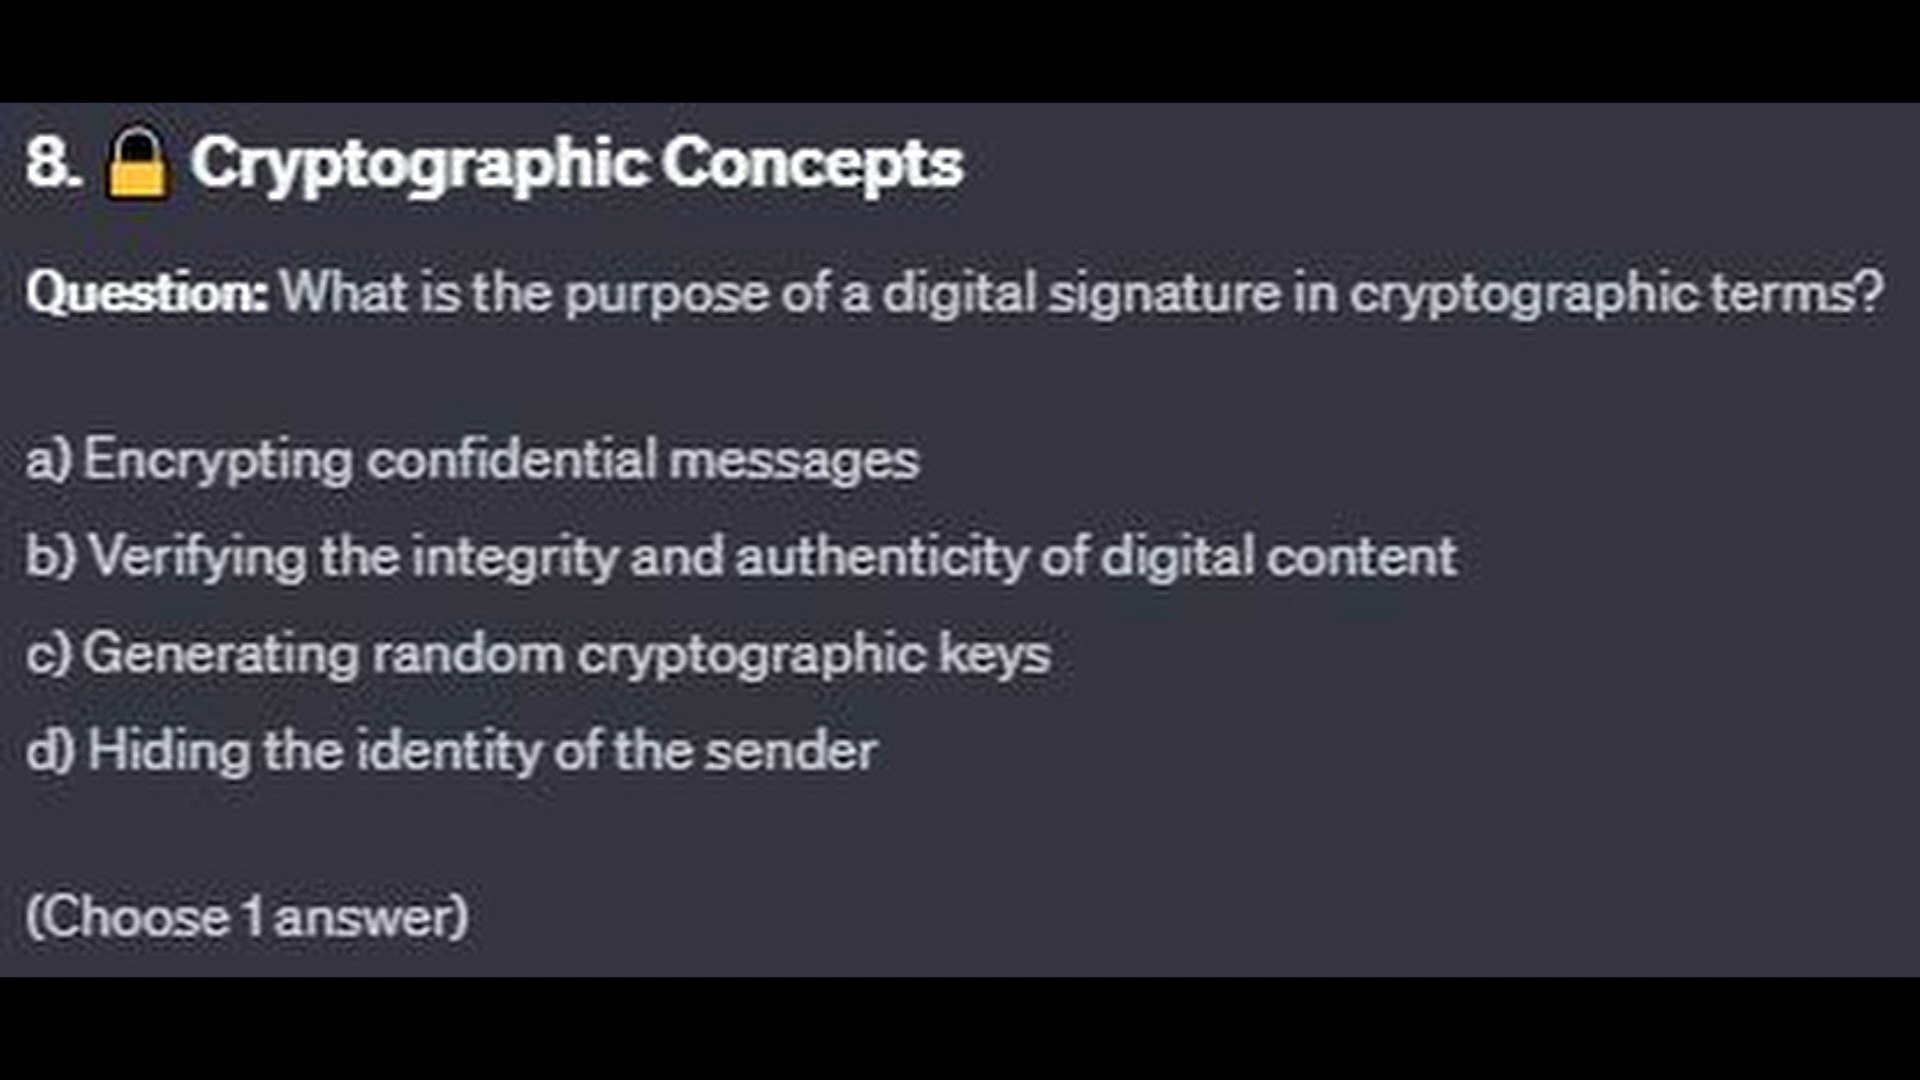 8. 🔒 Cryptographic Concepts
Question: What is the purpose of a digital signature in cryptographic terms?
a) Encrypting confidential messages
b) Verifying the integrity and authenticity of digital content
c) Generating random cryptographic keys
d) Hiding the identity of the sender
(Choose 1 answer)